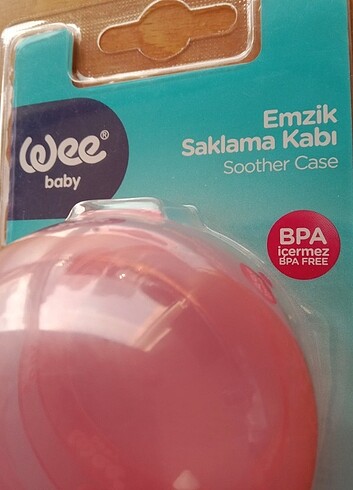 wee®
baby
Emzik
Saklama Kabı
Soother Case
BPA
içermez
BPA FREE